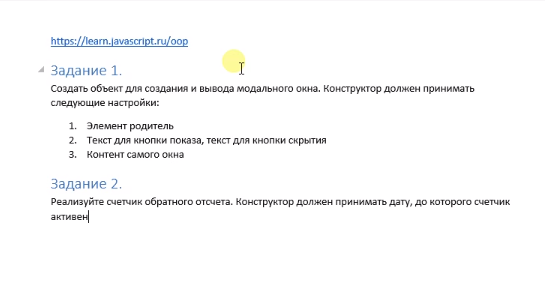 https://learn.javascript.ru/oop
Задание 1.
Создать объект для создания и вывода модального окна. Конструктор должен принимать
следующие настройки:
1. Элемент родитель
2. Текст для кнопки показа, текст для кнопки скрытия
3. Контент самого окна
Задание 2.
Реализуйте счетчик обратного отсчета. Конструктор должен принимать дату, до которого счетчик
активен